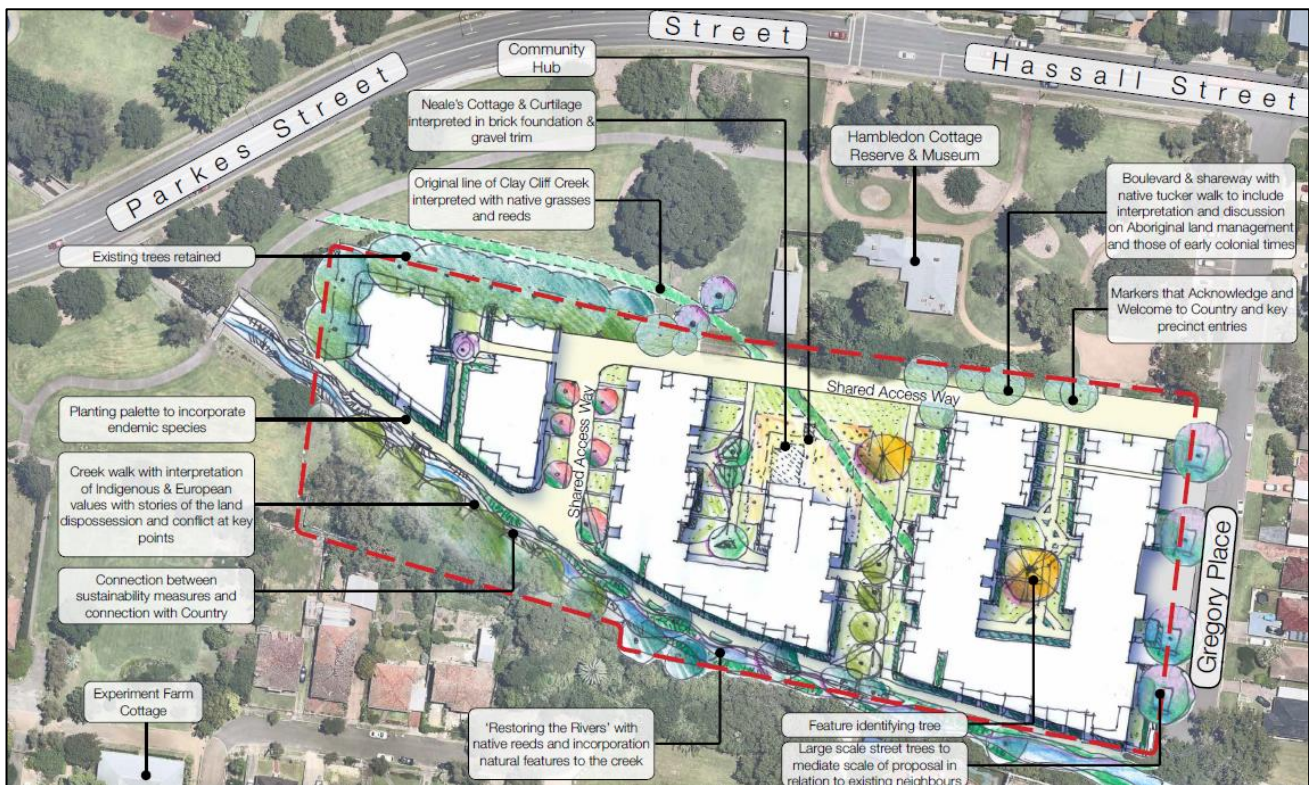 Parkes Street
Street
Hassall Street
Community
Hub
Neale's Cottage & Curtilage
interpreted in brick foundation &
gravel trim
Hambledon Cottage
Reserve & Museum
Original line of Clay Cliff Creek
interpreted with native grasses
and reeds
Boulevard & shareway with
native tucker walk to include
interpretation and discussion
on Aboriginal land management
and those of early colonial times
Existing trees retained
Markers that Acknowledge and
Welcome to Country and key
precinct entries
Shared Access Way
Planting palette to incorporate
endemic species
Creek walk with interpretation
of Indigenous & European
values with stories of the land
dispossession and conflict at key
points
Shared Access Way
Connection between
sustainability measures and
connection with Country
Gregory Place
Experiment Farm
Cottage
'Restoring the Rivers' with
native reeds and incorporation
natural features to the creek
Feature identifying tree
Large scale street trees to
mediate scale of proposal in
relation to existing neighbours